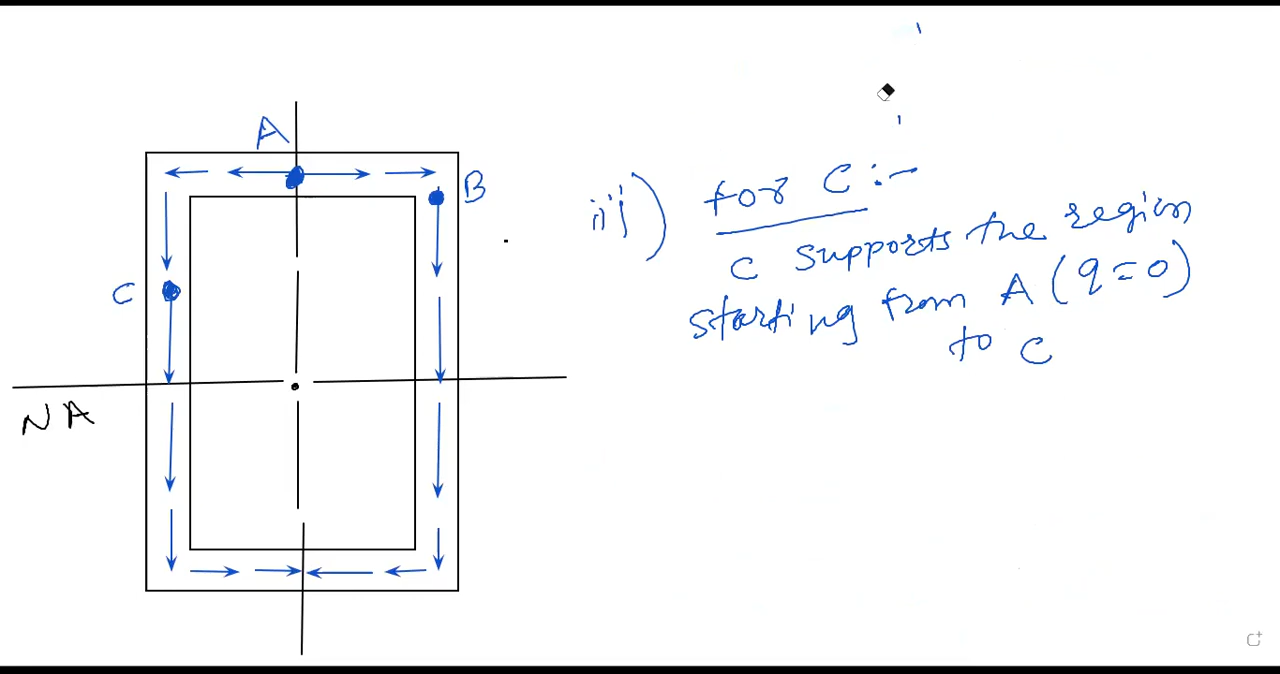 A
B
C
NA
iii) for C :-
C supports the region
starting from A (q=0)
to C